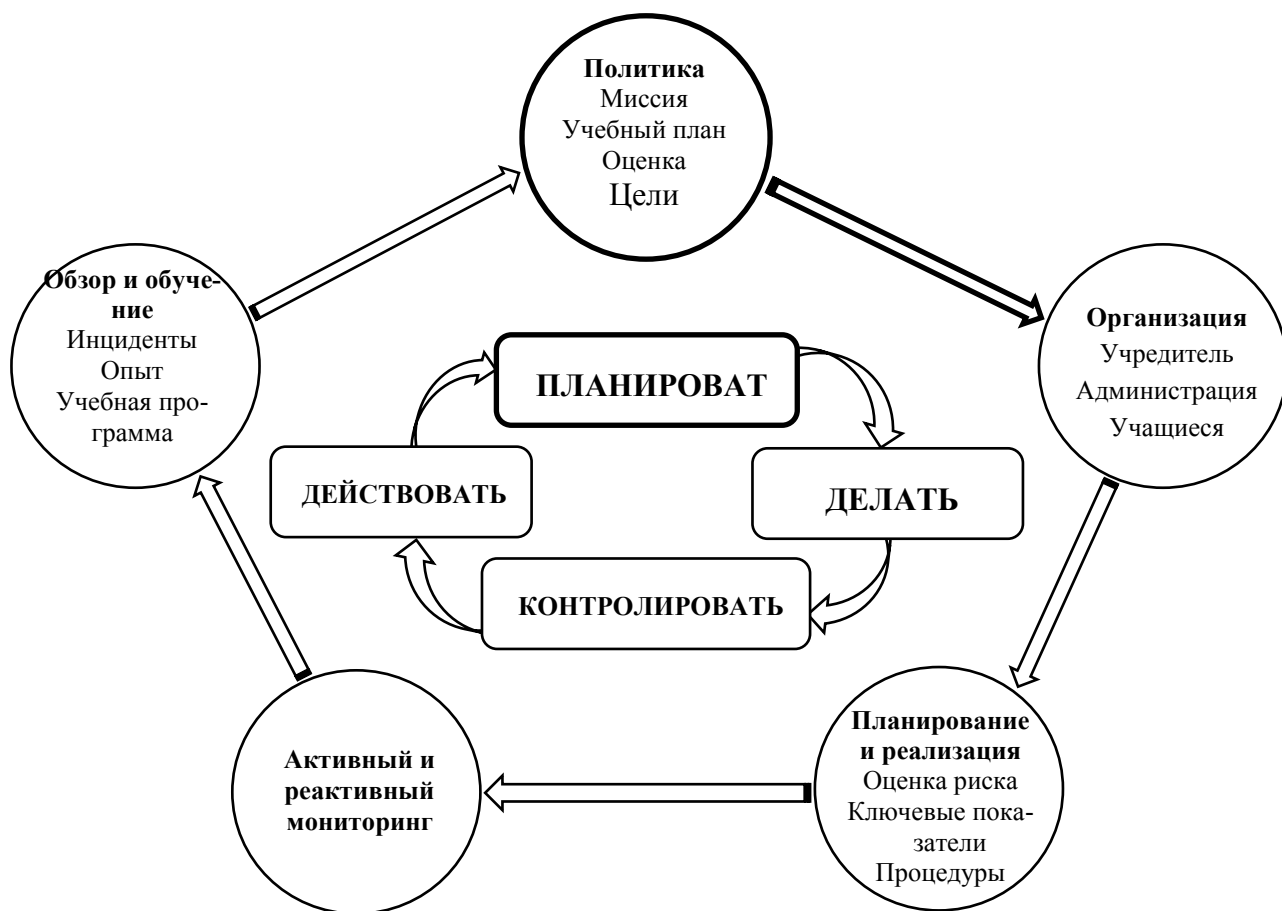 Политика
Миссия
Учебный план
Оценка
Цели
Обзор и обуче-
ние
Инциденты
Опыт
Учебная про-
грамма
Организация
Учредитель
Администрация
Учащиеся
ПЛАНИРОВАТ
ДЕЙСТВОВАТЬ
ДЕЛАТЬ
КОНТРОЛИРОВАТЬ
Активный и
реактивный
мониторинг
Планирование
и реализация
Оценка риска
Ключевые пока-
затели
Процедуры